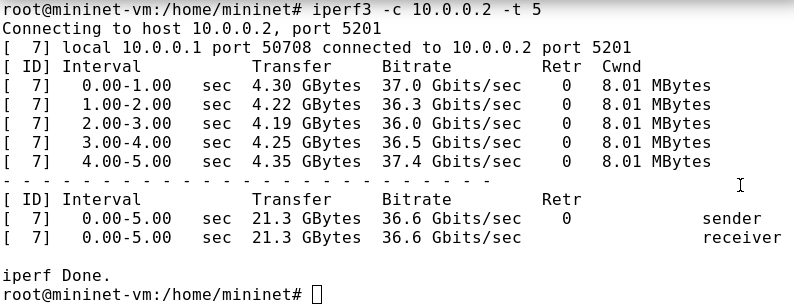 root@mininet-vm:/home/mininet# iperf3 -c 10.0.0.2 -t 5
Connecting to host 10.0.0.2, port 5201
[  7] local 10.0.0.1 port 50708 connected to 10.0.0.2 port 5201
[ ID] Interval           Transfer     Bitrate         Retr  Cwnd
[  7]   0.00-1.00   sec  4.30 GBytes  37.0 Gbits/sec    0   8.01 MBytes
[  7]   1.00-2.00   sec  4.22 GBytes  36.3 Gbits/sec    0   8.01 MBytes
[  7]   2.00-3.00   sec  4.19 GBytes  36.0 Gbits/sec    0   8.01 MBytes
[  7]   3.00-4.00   sec  4.25 GBytes  36.5 Gbits/sec    0   8.01 MBytes
[  7]   4.00-5.00   sec  4.35 GBytes  37.4 Gbits/sec    0   8.01 MBytes
- - - - - - - - - - - - - - - - - - - - - - - - -
[ ID] Interval           Transfer     Bitrate         Retr
[  7]   0.00-5.00   sec  21.3 GBytes  36.6 Gbits/sec    0             sender
[  7]   0.00-5.00   sec  21.3 GBytes  36.6 Gbits/sec                  receiver

iperf Done.
root@mininet-vm:/home/mininet#